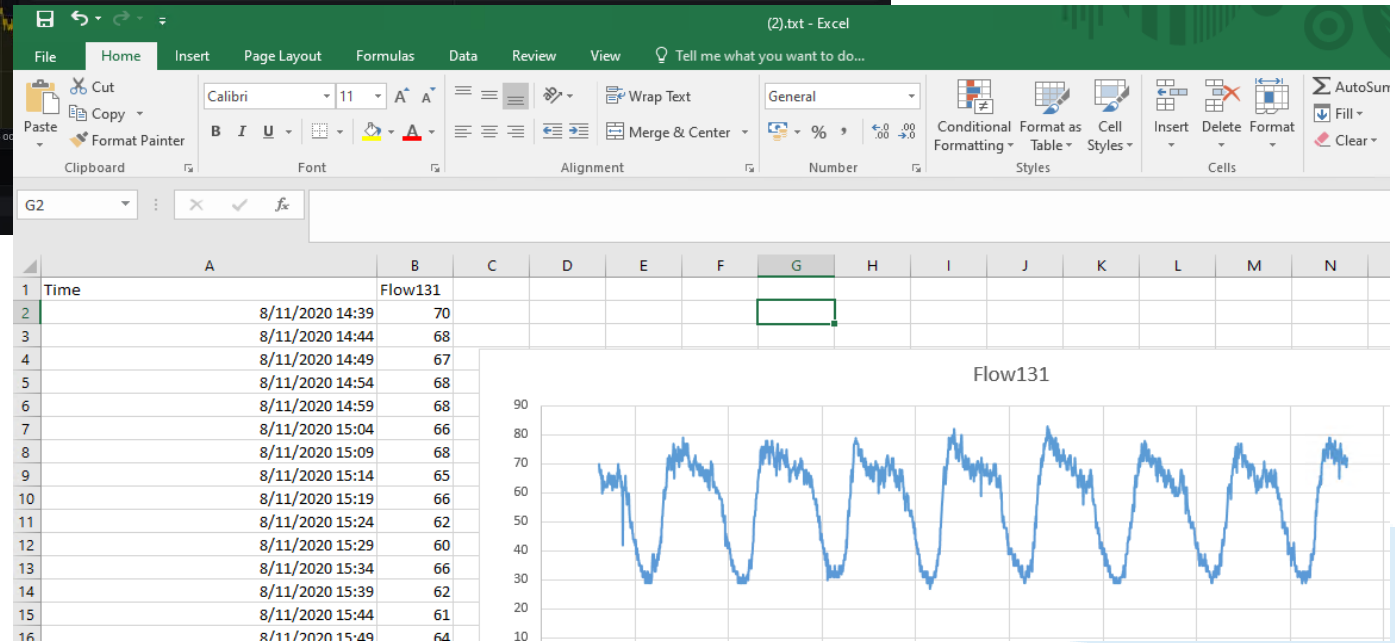 (2).txt - Excel
File Home Insert Page Layout Formulas Data Review View Tell me what you want to do...
Paste
Cut
Copy
Format Painter
Clipboard
Calibri 11 A A
B I U A
Font
Wrap Text
Merge & Center
Alignment
General
% , .0 .00 .00 .0
Number
Conditional Formatting
Format as Table
Cell Styles
Styles
Insert Delete Format
Cells
AutoSum
Fill
Clear
G2 fx
A B C D E F G H I J K L M N
1 Time Flow131
2 8/11/2020 14:39 70
3 8/11/2020 14:44 68
4 8/11/2020 14:49 67
5 8/11/2020 14:54 68
6 8/11/2020 14:59 68
7 8/11/2020 15:04 66
8 8/11/2020 15:09 68
9 8/11/2020 15:14 65
10 8/11/2020 15:19 66
11 8/11/2020 15:24 62
12 8/11/2020 15:29 60
13 8/11/2020 15:34 66
14 8/11/2020 15:39 62
15 8/11/2020 15:44 61
16 8/11/2020 15:49 64
Flow131
90
80
70
60
50
40
30
20
10